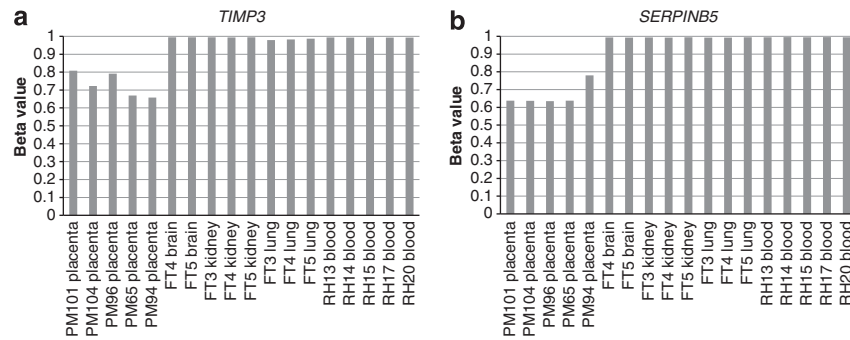 a
TIMP3
Beta value
1
0.9
0.8
0.7
0.6
0.5
0.4
0.3
0.2
0.1
0
PM101 placenta
PM104 placenta
PM96 placenta
PM65 placenta
PM94 placenta
FT4 brain
FT5 brain
FT3 kidney
FT4 kidney
FT5 kidney
FT3 lung
FT4 lung
FT5 lung
RH13 blood
RH14 blood
RH15 blood
RH17 blood
RH20 blood
b
SERPINB5
Beta value
1
0.9
0.8
0.7
0.6
0.5
0.4
0.3
0.2
0.1
0
PM101 placenta
PM104 placenta
PM96 placenta
PM65 placenta
PM94 placenta
FT4 brain
FT5 brain
FT3 kidney
FT4 kidney
FT5 kidney
FT3 lung
FT4 lung
FT5 lung
RH13 blood
RH14 blood
RH15 blood
RH17 blood
RH20 blood